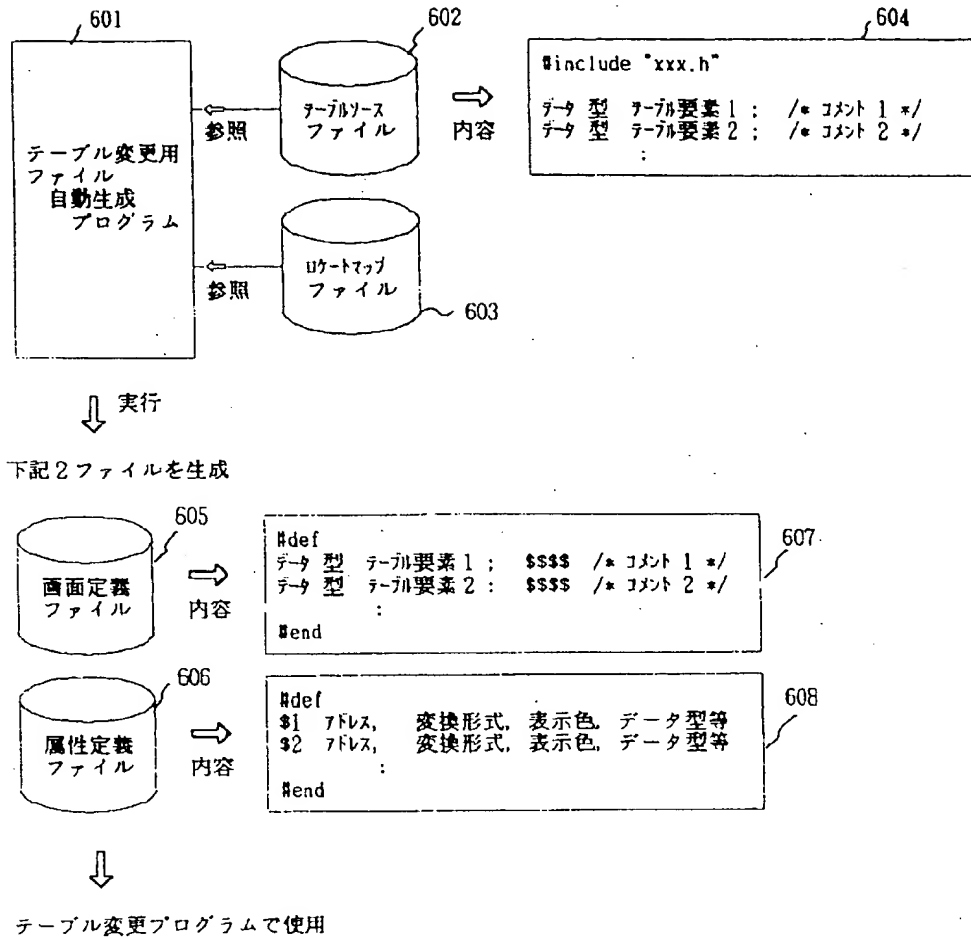 601
602
604
テーブル変更用
ファイル
自動生成
プログラム
参照
テーブルソース
ファイル
内容
#include "xxx.h"
データ 型 テーブル要素1; /* コメント 1 */
データ 型 テーブル要素2; /* コメント 2 */
:
参照
ロケートマップ
ファイル
603
実行
下記2ファイルを生成
605
画面定義
ファイル
内容
607
#def
データ 型 テーブル要素1; $$$$ /* コメント 1 */
データ 型 テーブル要素2: $$$$ /* コメント 2 */
:
#end
606
属性定義
ファイル
内容
608
#def
$1 アドレス, 変換形式, 表示色, データ型等
$2 アドレス, 変換形式, 表示色, データ型等
:
#end
テーブル変更プログラムで使用